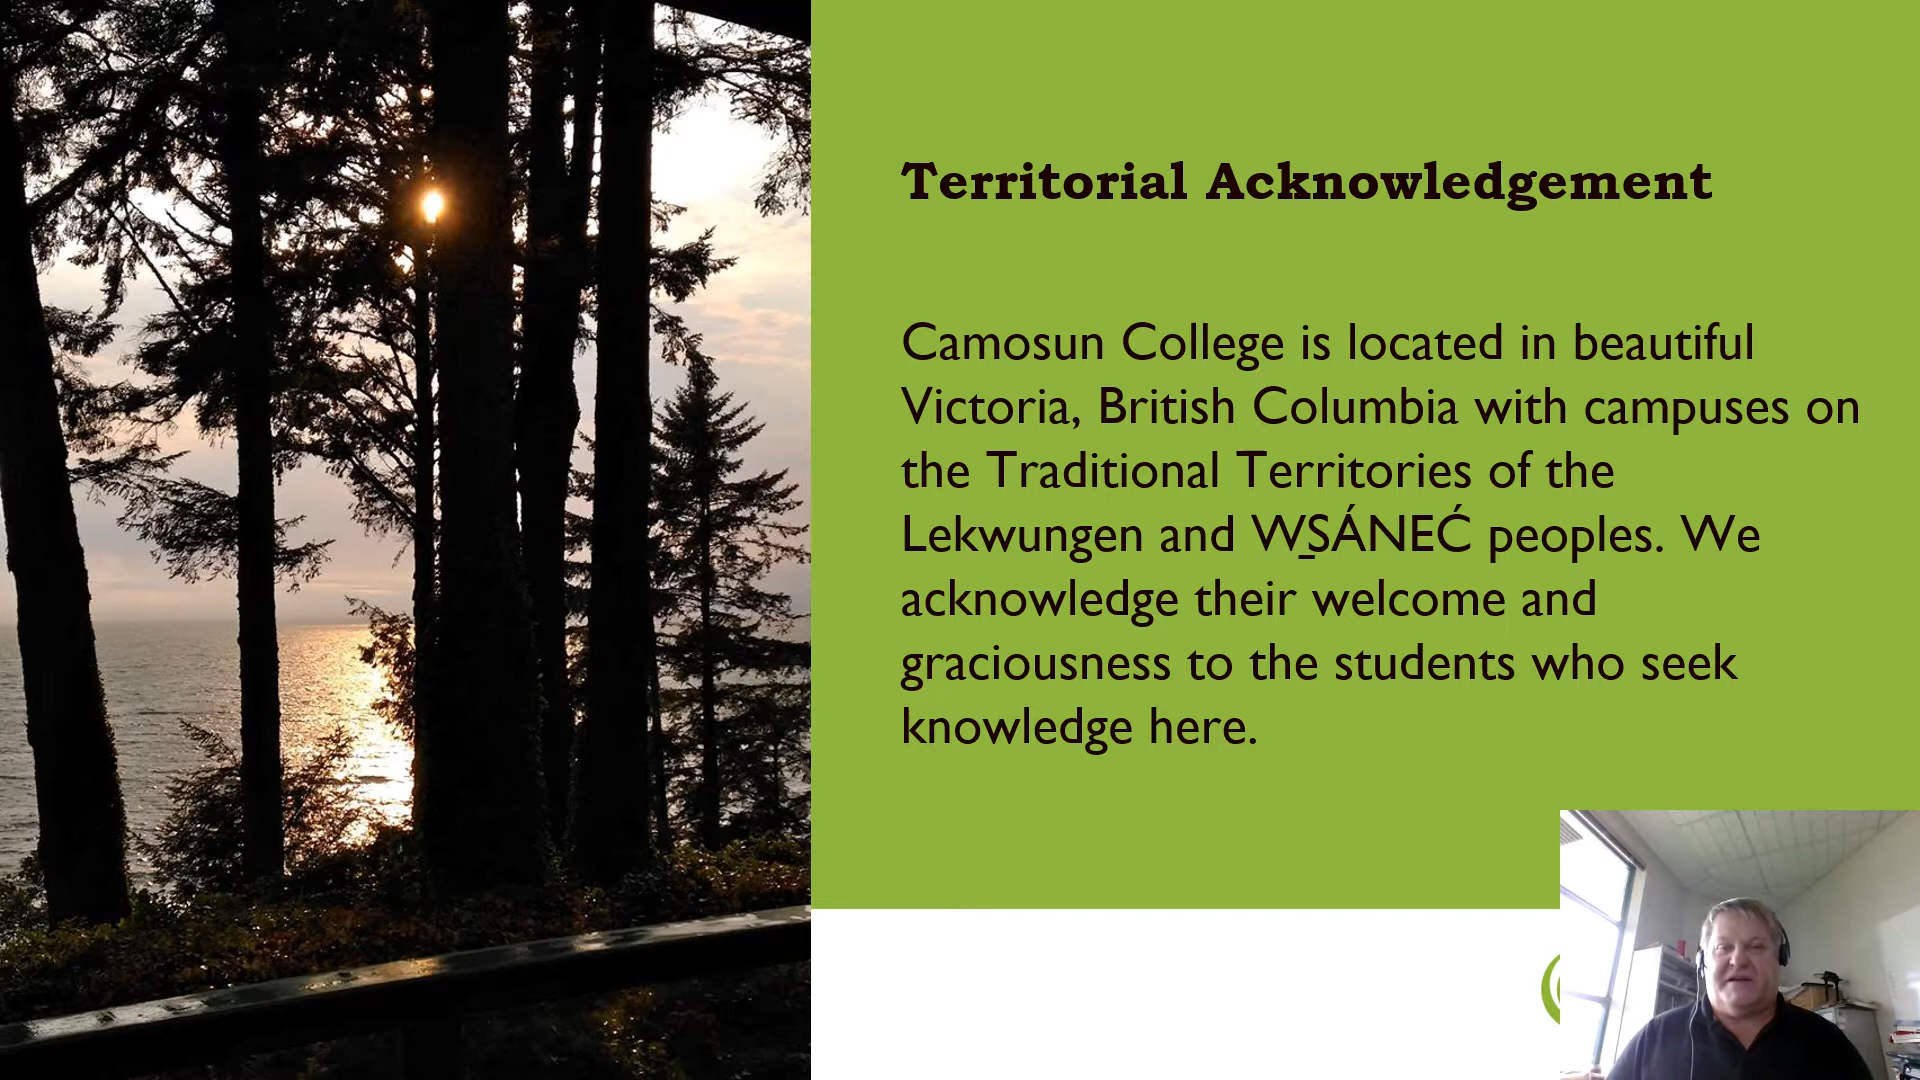 Territorial Acknowledgement
Camosun College is located in beautiful
Victoria, British Columbia with campuses on
the Traditional Territories of the
Lekwungen and W̱SÁNEĆ peoples. We
acknowledge their welcome and
graciousness to the students who seek
knowledge here.